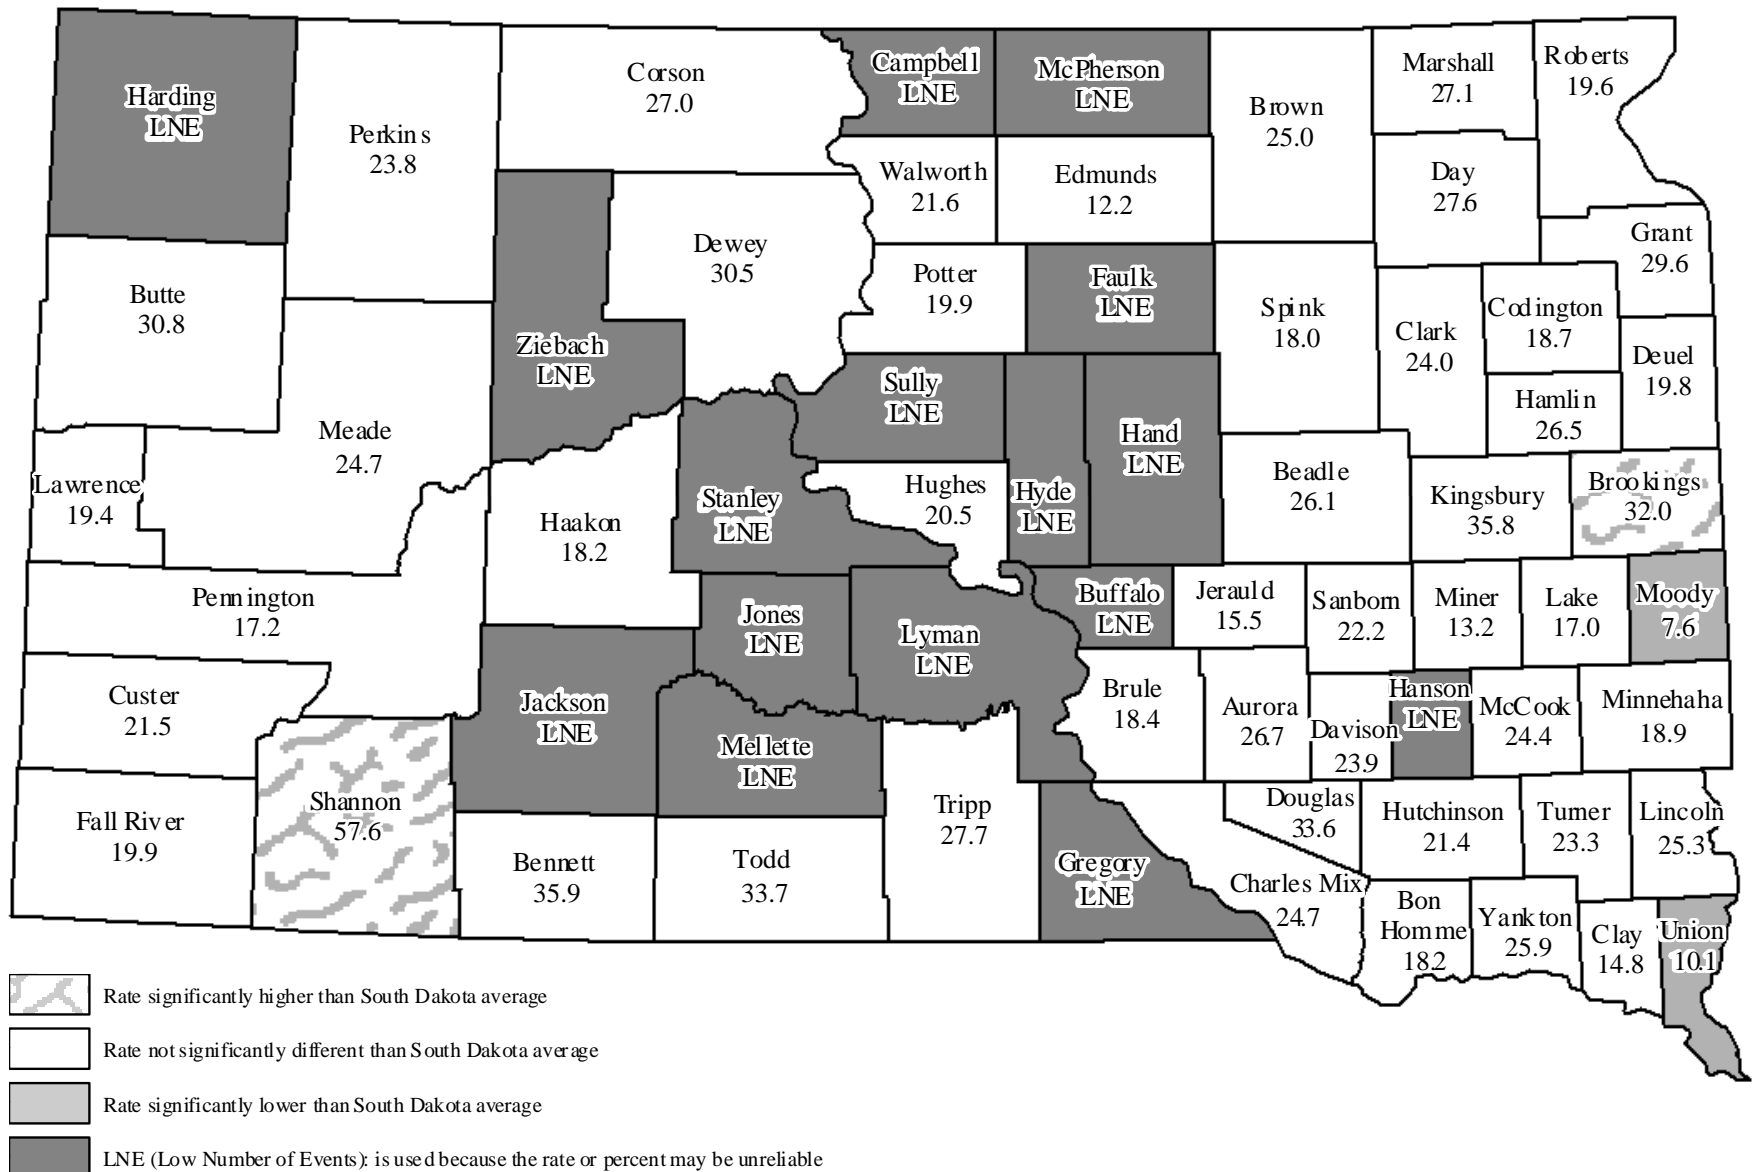 Harding
LNE
Perkins
23.8
Corson
27.0
Campbell
LNE
McPherson
LNE
Brown
25.0
Marshall
27.1
Roberts
19.6
Walworth
21.6
Edmunds
12.2
Day
27.6
Grant
29.6
Butte
30.8
Dewey
30.5
Potter
19.9
Faulk
LNE
Spink
18.0
Clark
24.0
Codington
18.7
Deuel
19.8
Ziebach
LNE
Sully
LNE
Hamlin
26.5
Meade
24.7
Hand
LNE
Lawrence
19.4
Haakon
18.2
Stanley
LNE
Hughes
20.5
Hyde
LNE
Beadle
26.1
Kingsbury
35.8
Brookings
32.0
Pennington
17.2
Jones
LNE
Lyman
LNE
Buffalo
LNE
Jerauld
15.5
Sanborn
22.2
Miner
13.2
Lake
17.0
Moody
7.6
Custer
21.5
Jackson
LNE
Mellette
LNE
Brule
18.4
Aurora
26.7
Davison
23.9
Hanson
LNE
McCook
24.4
Minnehaha
18.9
Fall River
19.9
Shannon
57.6
Bennett
35.9
Todd
33.7
Tripp
27.7
Gregory
LNE
Douglas
33.6
Hutchinson
21.4
Turner
23.3
Lincoln
25.3
Charles Mix
24.7
Bon
Homme
18.2
Yankton
25.9
Clay
14.8
Union
10.1
Rate significantly higher than South Dakota average
Rate not significantly different than South Dakota average
Rate significantly lower than South Dakota average
LNE (Low Number of Events): is used because the rate or percent may be unreliable